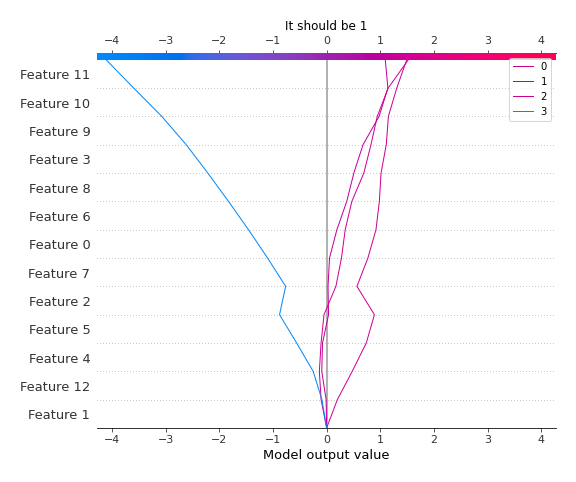 It should be 1
−4 −3 −2 −1 0 1 2 3 4
0
1
2
3
Feature 11
Feature 10
Feature 9
Feature 3
Feature 8
Feature 6
Feature 0
Feature 7
Feature 2
Feature 5
Feature 4
Feature 12
Feature 1
−4 −3 −2 −1 0 1 2 3 4
Model output value